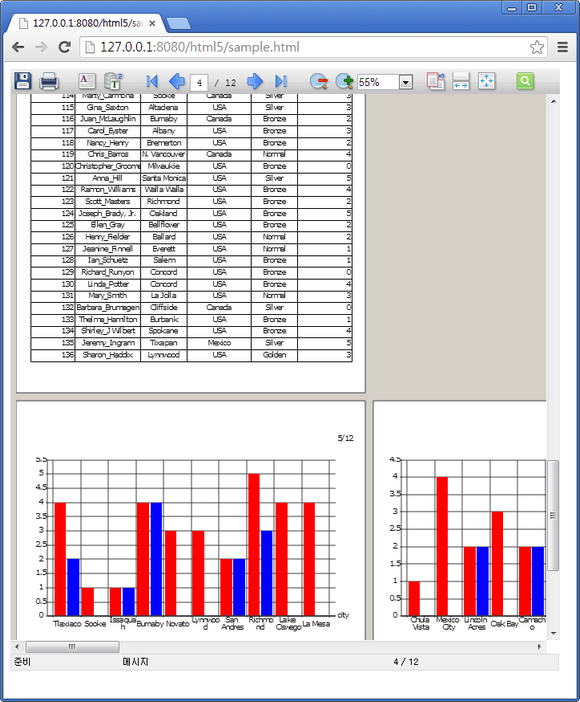 127.0.0.1:8080/html5/sa
127.0.0.1:8080/html5/sample.html
4 / 12
55%
114 Marty_Carmona Sooke Canada Silver 3
115 Gina_Saxton Altadena USA Silver 3
116 Juan_McLaughlin Burnaby Canada Bronze 2
117 Carol_Eyster Albany USA Bronze 3
118 Nancy_Henry Bremerton USA Bronze 2
119 Chris_Barros N. Vancouver Canada Normal 4
120 Christopher_Groome Milwaukie USA Bronze 0
121 Anna_Hill Santa Monica USA Silver 5
122 Ramon_Williams Walla Walla USA Bronze 4
123 Scott_Masters Richmond USA Bronze 2
124 Joseph_Brady, Jr. Oakland USA Bronze 5
125 Ellen_Gray Bellflower USA Bronze 2
126 Henry_Fielder Ballard USA Normal 2
127 Jeanine_Finnell Everett USA Normal 1
128 Ian_Schuetz Salem USA Bronze 1
129 Richard_Runyon Concord USA Bronze 0
130 Linda_Potter Concord USA Bronze 4
131 Mary_Smith La Jolla USA Normal 3
132 Barbara_Brumagen Cliffside Canada Silver 0
133 Thelma_Hamilton Burbank USA Bronze 1
134 Shirley_J Wilbert Spokane USA Bronze 4
135 Jeremy_Ingram Tixapan Mexico Silver 5
136 Sharon_Haddix Lynnwood USA Golden 3
5/12
5.5
5
4.5
4
3.5
3
2.5
2
1.5
1
0.5
0
Tlaxiaco Sooke Issaqua
h Burnaby Novato Lynnwoo
d San
Andres Richmo
nd Lake
Oswego La Mesa city
4.5
4
3.5
3
2.5
2
1.5
1
0.5
0
Chula
Vista Mexico
City Lincoln
Acres Oak Bay Camach
o
준비 메시지 4 / 12